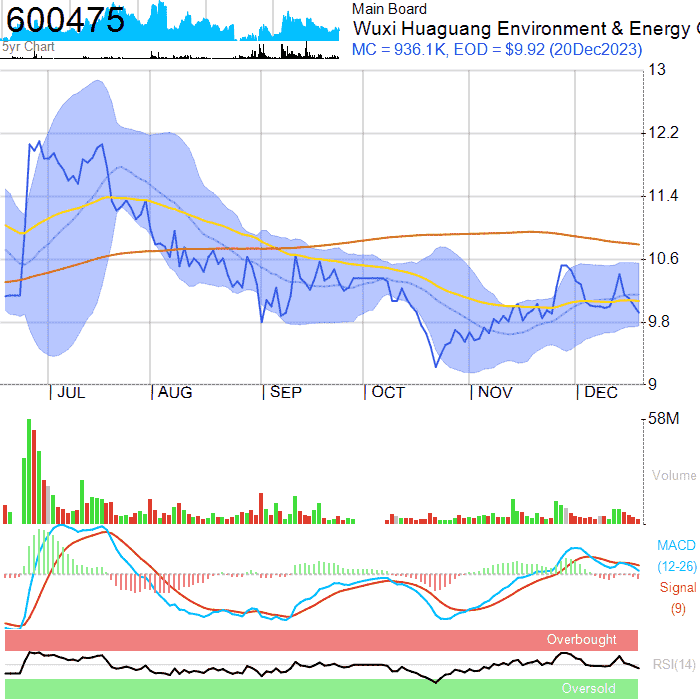 600475
5yr Chart
Main Board
Wuxi Huaguang Environment & Energy
MC = 936.1K, EOD = $9.92 (20Dec2023)
13
12.2
11.4
10.6
9.8
9
JUL AUG SEP OCT NOV DEC
58M
Volume
MACD
(12-26)
Signal
(9)
Overbought
RSI(14)
Oversold